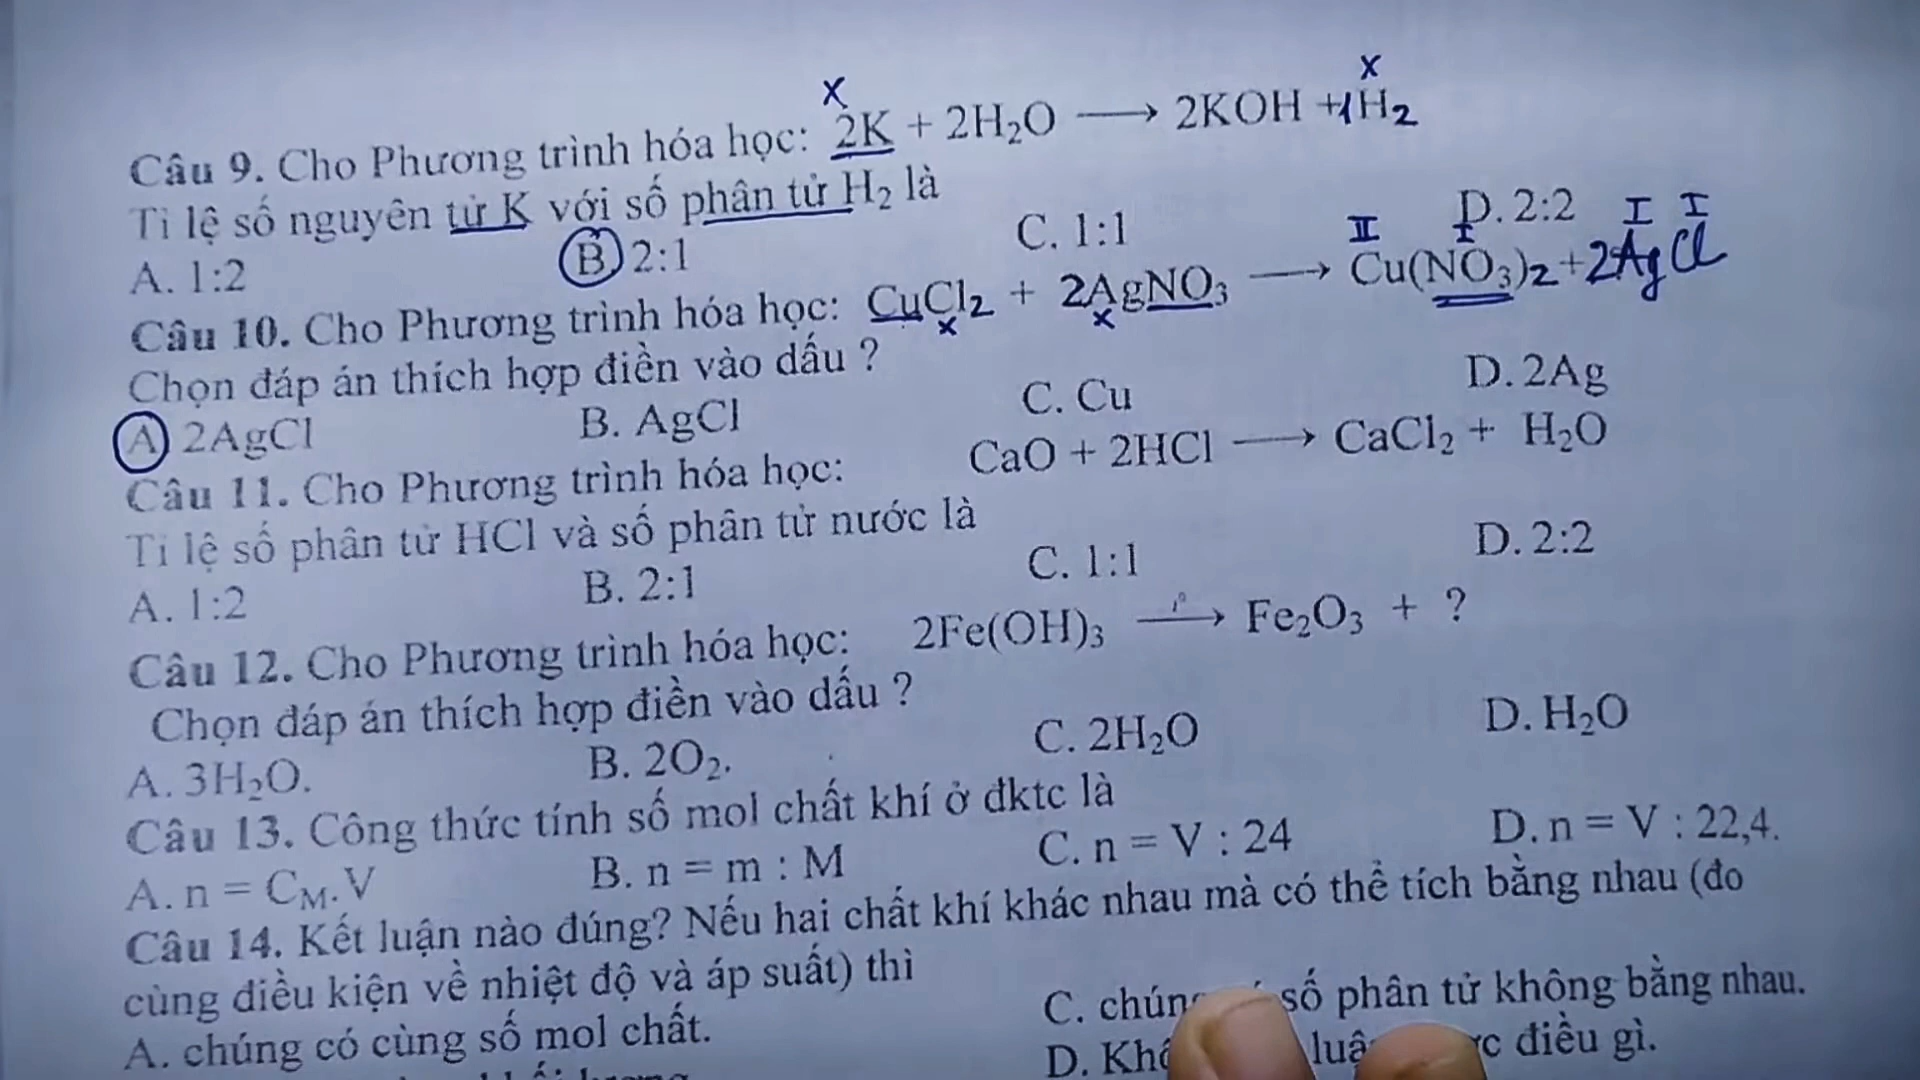 x x
Câu 9. Cho Phương trình hóa học: 2K + 2H₂O ⟶ 2KOH +1H₂
Tỉ lệ số nguyên tử K với số phân tử H₂ là
A. 1:2 B. 2:1 C. 1:1 D. 2:2
II I I I
Câu 10. Cho Phương trình hóa học: CuCl₂ + 2AgNO₃ ⟶ Cu(NO₃)₂+2AgCl
x x
Chọn đáp án thích hợp điền vào dấu ?
A 2AgCl B. AgCl C. Cu D. 2Ag
Câu 11. Cho Phương trình hóa học: CaO + 2HCl ⟶ CaCl₂ + H₂O
Tỉ lệ số phân tử HCl và số phân tử nước là
A. 1:2 B. 2:1 C. 1:1 D. 2:2
Câu 12. Cho Phương trình hóa học: 2Fe(OH)₃ ⟶ Fe₂O₃ + ?
Chọn đáp án thích hợp điền vào dấu ?
A. 3H₂O. B. 2O₂. C. 2H₂O D. H₂O
Câu 13. Công thức tính số mol chất khí ở đktc là
A. n = C_M.V B. n = m : M C. n = V : 24 D. n = V : 22,4.
Câu 14. Kết luận nào đúng? Nếu hai chất khí khác nhau mà có thể tích bằng nhau (đo
cùng điều kiện về nhiệt độ và áp suất) thì
A. chúng có cùng số mol chất. C. số phân tử không bằng nhau.
D. điều gì.